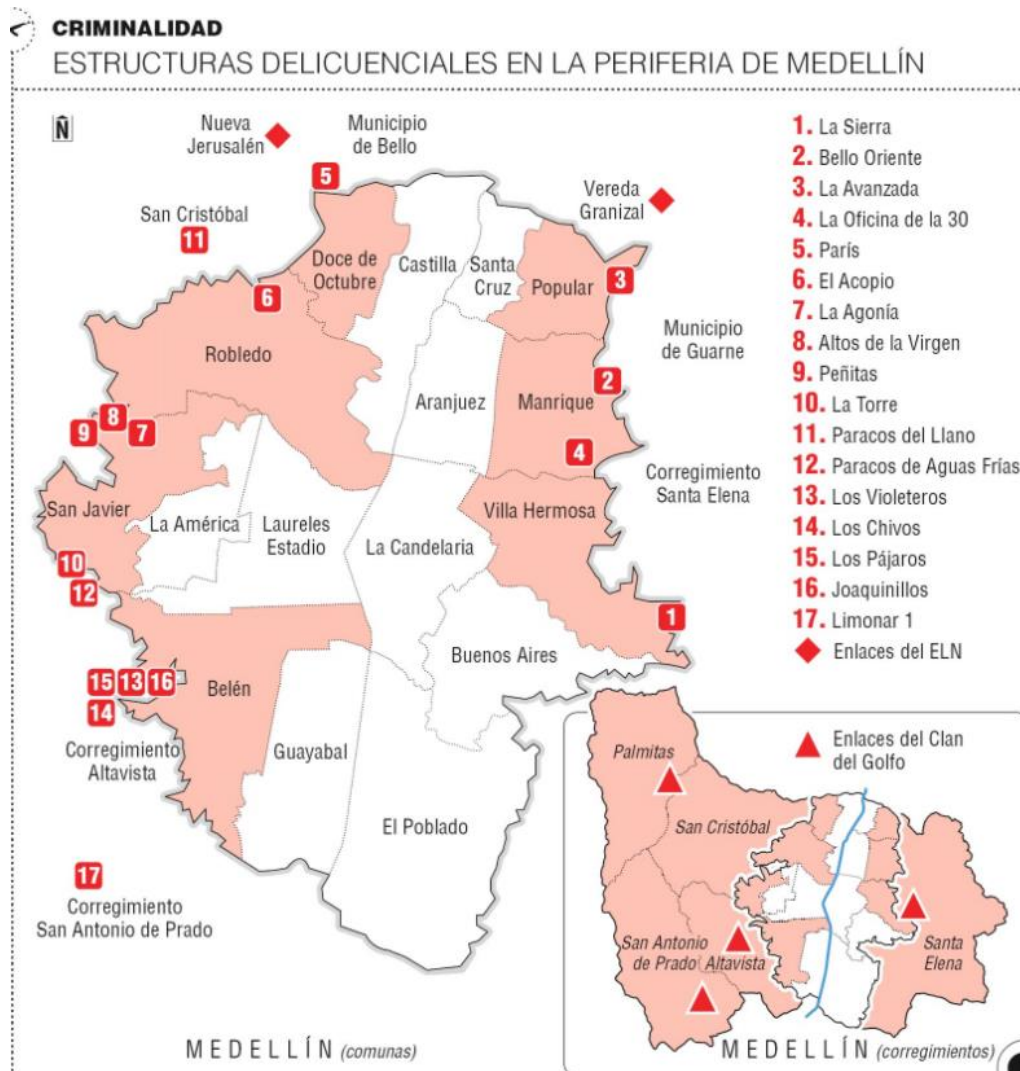 CRIMINALIDAD
ESTRUCTURAS DELICUENCIALES EN LA PERIFERIA DE MEDELLÍN
N
Nueva
Jerusalén
Municipio
de Bello
5
San Cristóbal
11
Vereda
Granizal
Doce de
Octubre
Castilla
Santa
Cruz
Popular
3
6
Robledo
Municipio
de Guarne
Aranjuez
Manrique
2
8
9
7
4
San Javier
La América
Laureles
Estadio
La Candelaria
Villa Hermosa
Corregimiento
Santa Elena
10
12
1
Buenos Aires
15
13
16
14
Belén
Corregimiento
Altavista
Guayabal
El Poblado
17
Corregimiento
San Antonio de Prado
MEDELLÍN (comunas)
1. La Sierra
2. Bello Oriente
3. La Avanzada
4. La Oficina de la 30
5. París
6. El Acopio
7. La Agonía
8. Altos de la Virgen
9. Peñitas
10. La Torre
11. Paracos del Llano
12. Paracos de Aguas Frías
13. Los Violeteros
14. Los Chivos
15. Los Pájaros
16. Joaquinillos
17. Limonar 1
Enlaces del ELN
Enlaces del Clan
del Golfo
Palmitas
San Cristóbal
San Antonio
de Prado
Altavista
Santa
Elena
MEDELLÍN (corregimientos)